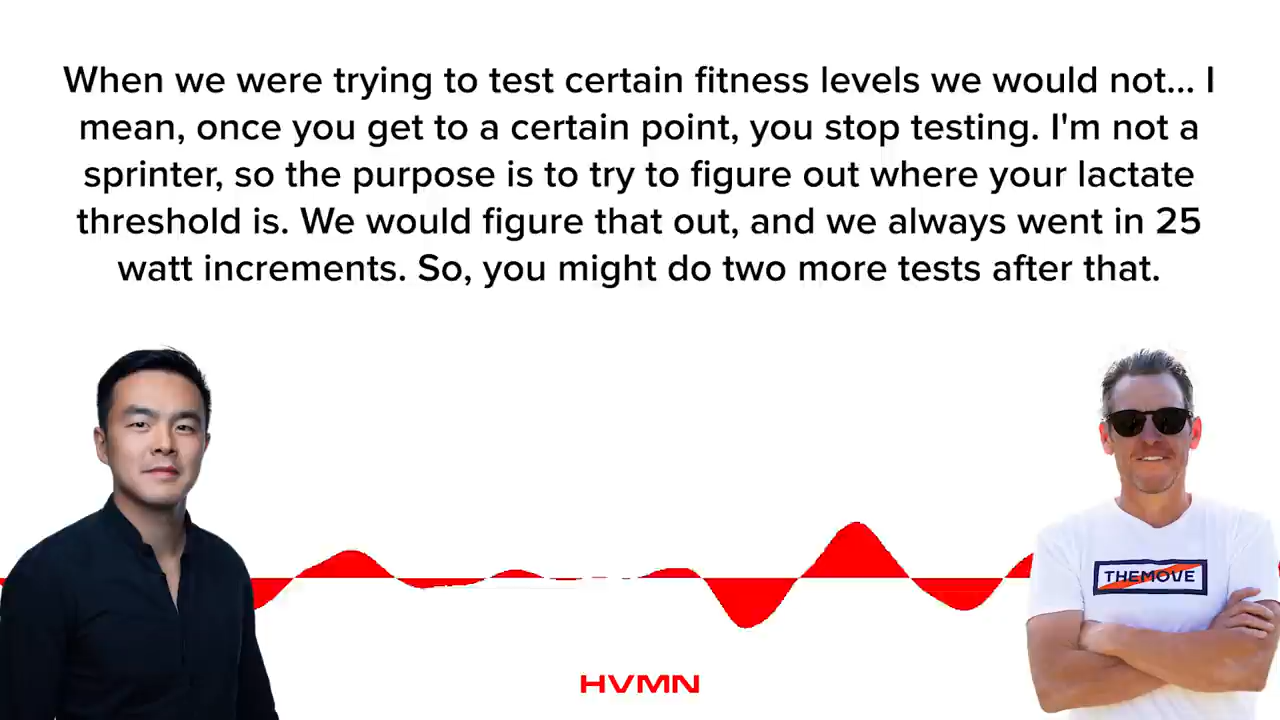 When we were trying to test certain fitness levels we would not... I
mean, once you get to a certain point, you stop testing. I'm not a
sprinter, so the purpose is to try to figure out where your lactate
threshold is. We would figure that out, and we always went in 25
watt increments. So, you might do two more tests after that.
THEMOVE
HVMN